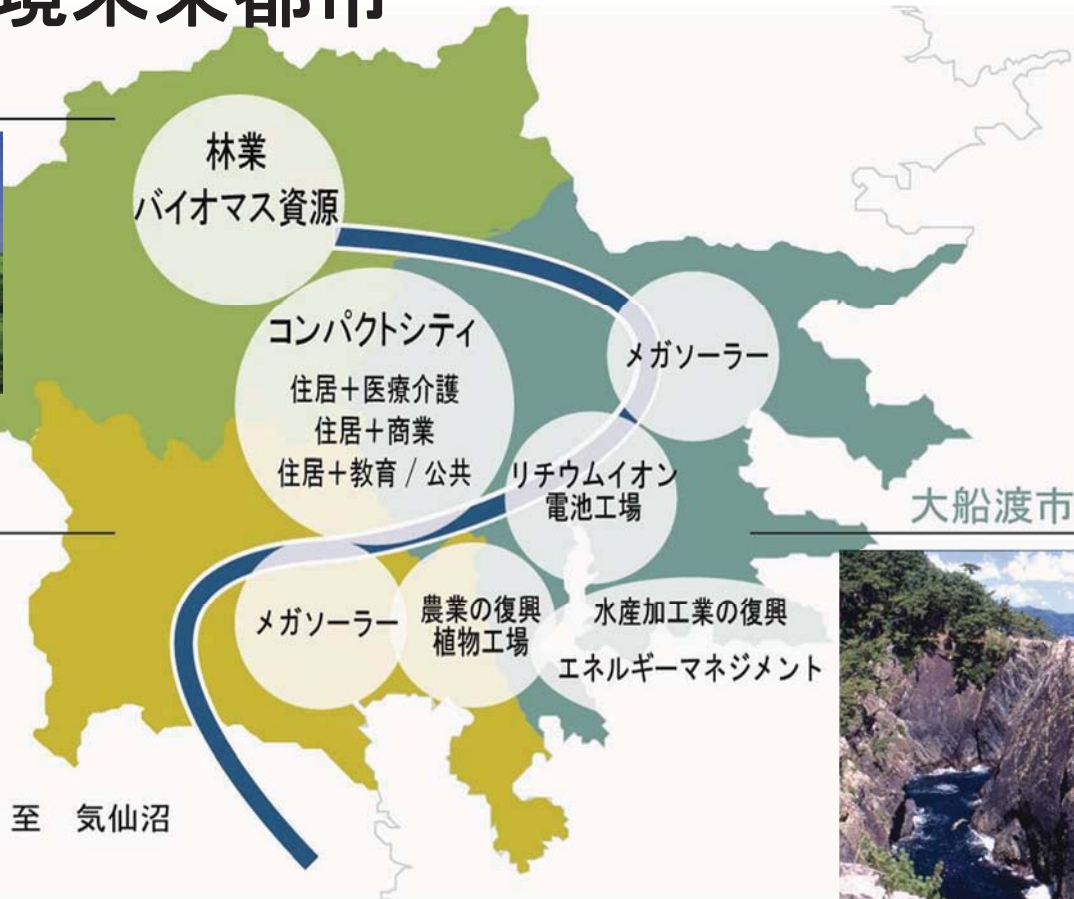 境未来都市
林業
バイオマス資源
コンパクトシティ
住居＋医療介護
住居＋商業
住居＋教育 / 公共
メガソーラー
リチウムイオン
電池工場
大船渡市
メガソーラー
農業の復興
植物工場
水産加工業の復興
エネルギーマネジメント
至　気仙沼